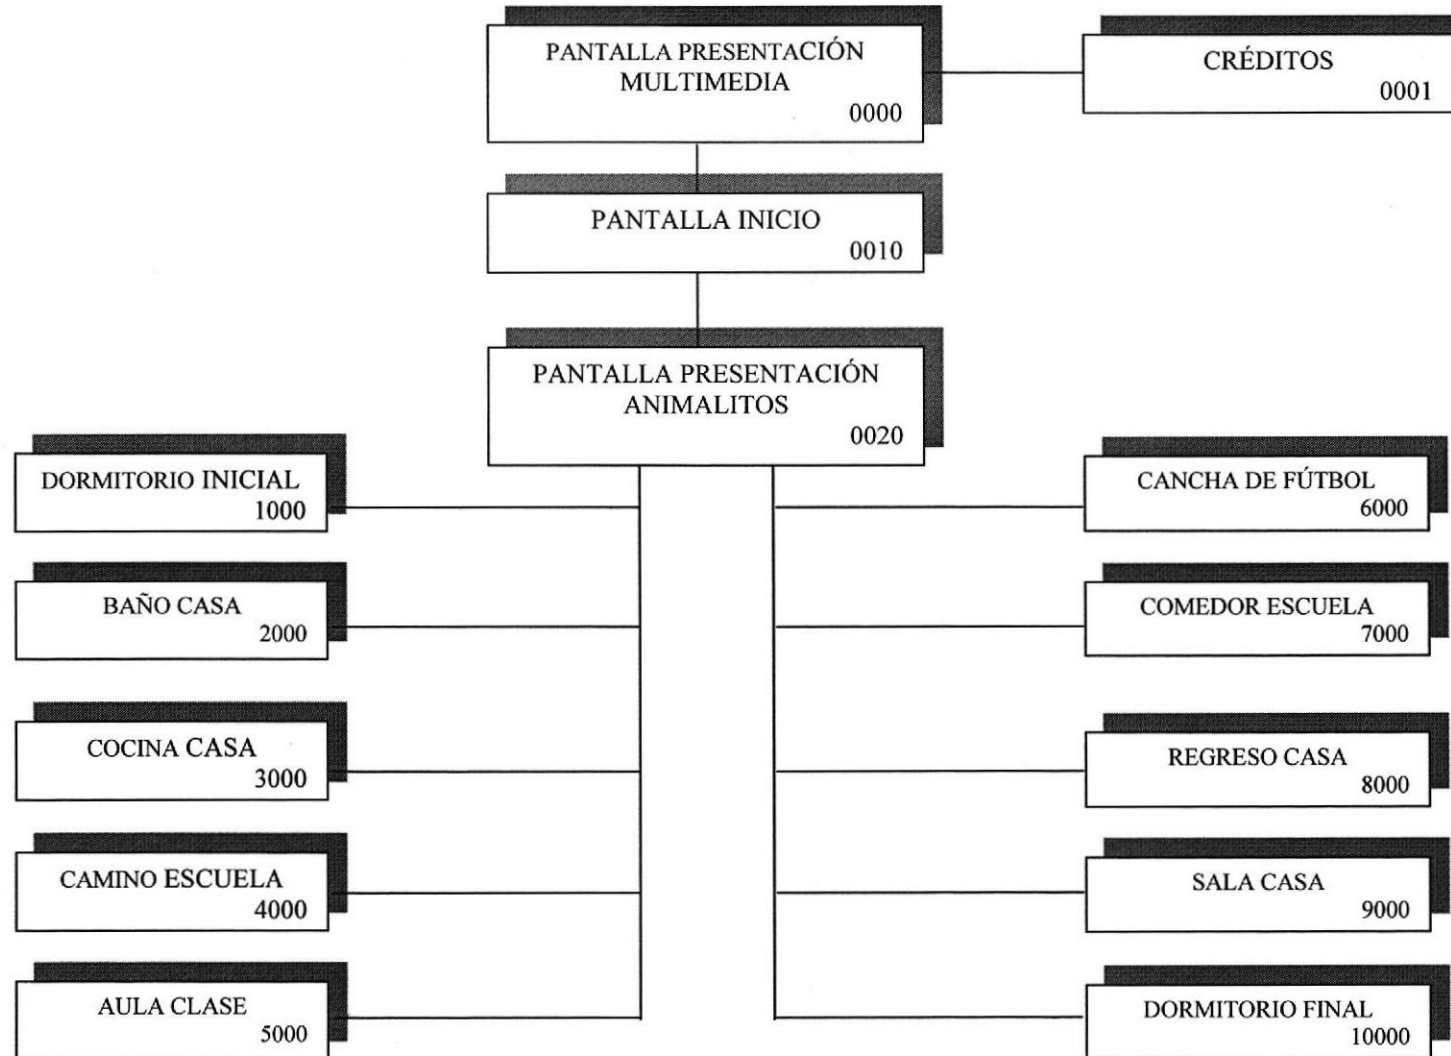 PANTALLA PRESENTACIÓN
MULTIMEDIA
0000
CRÉDITOS
0001
PANTALLA INICIO
0010
PANTALLA PRESENTACIÓN
ANIMALITOS
0020
DORMITORIO INICIAL
1000
BAÑO CASA
2000
COCINA CASA
3000
CAMINO ESCUELA
4000
AULA CLASE
5000
CANCHA DE FÚTBOL
6000
COMEDOR ESCUELA
7000
REGRESO CASA
8000
SALA CASA
9000
DORMITORIO FINAL
10000